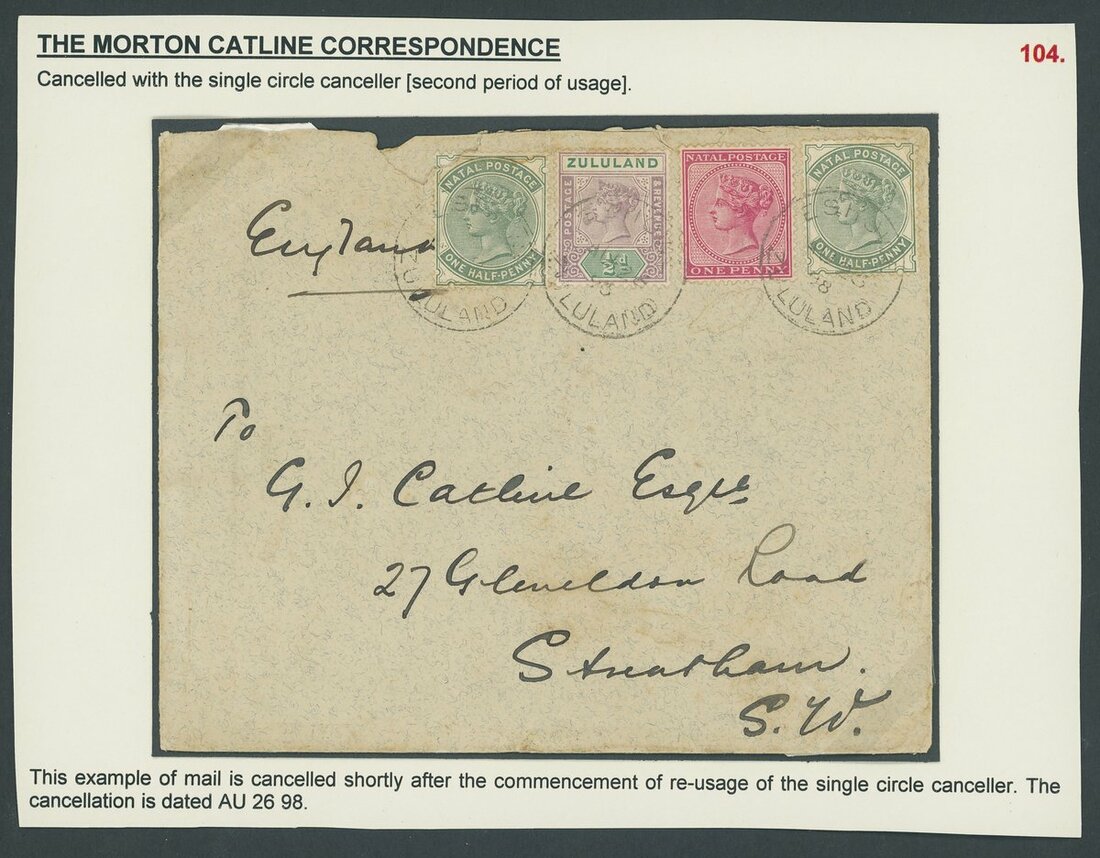 THE MORTON CATLINE CORRESPONDENCE
104.
Cancelled with the single circle canceller [second period of usage].
NATAL POSTAGE
ONE HALF-PENNY
ZULULAND
POSTAGE
& REVENUE
½d
NATAL POSTAGE
ONE PENNY
NATAL POSTAGE
ONE HALF-PENNY
ZULULAND
ZULULAND
98
ZULULAND
England
To
G. J. Catline Esqre
27 Gleneldon Road
Streatham.
S.W.
This example of mail is cancelled shortly after the commencement of re-usage of the single circle canceller. The
cancellation is dated AU 26 98.